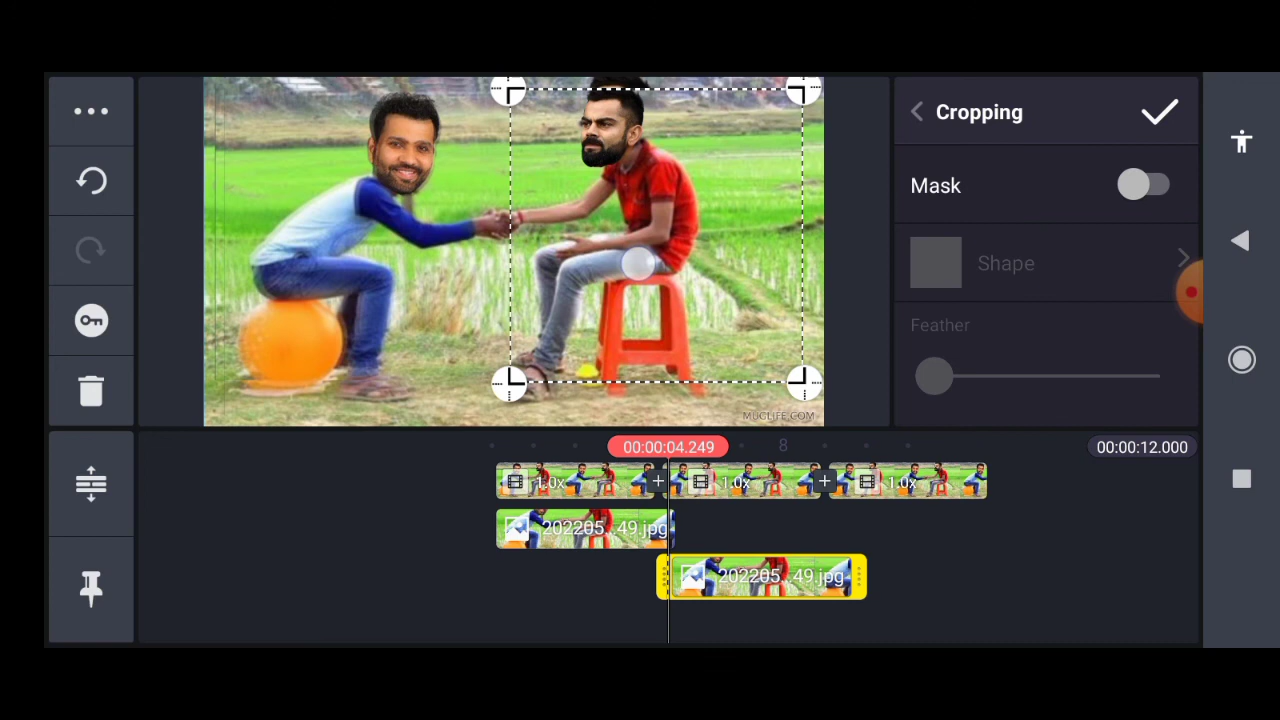 Cropping
Mask
Shape
Feather
MUGLIFE.COM
00:00:04.249
8
00:00:12.000
1.0x
1.0x
1.0x
202205...49.jpg
202205...49.jpg